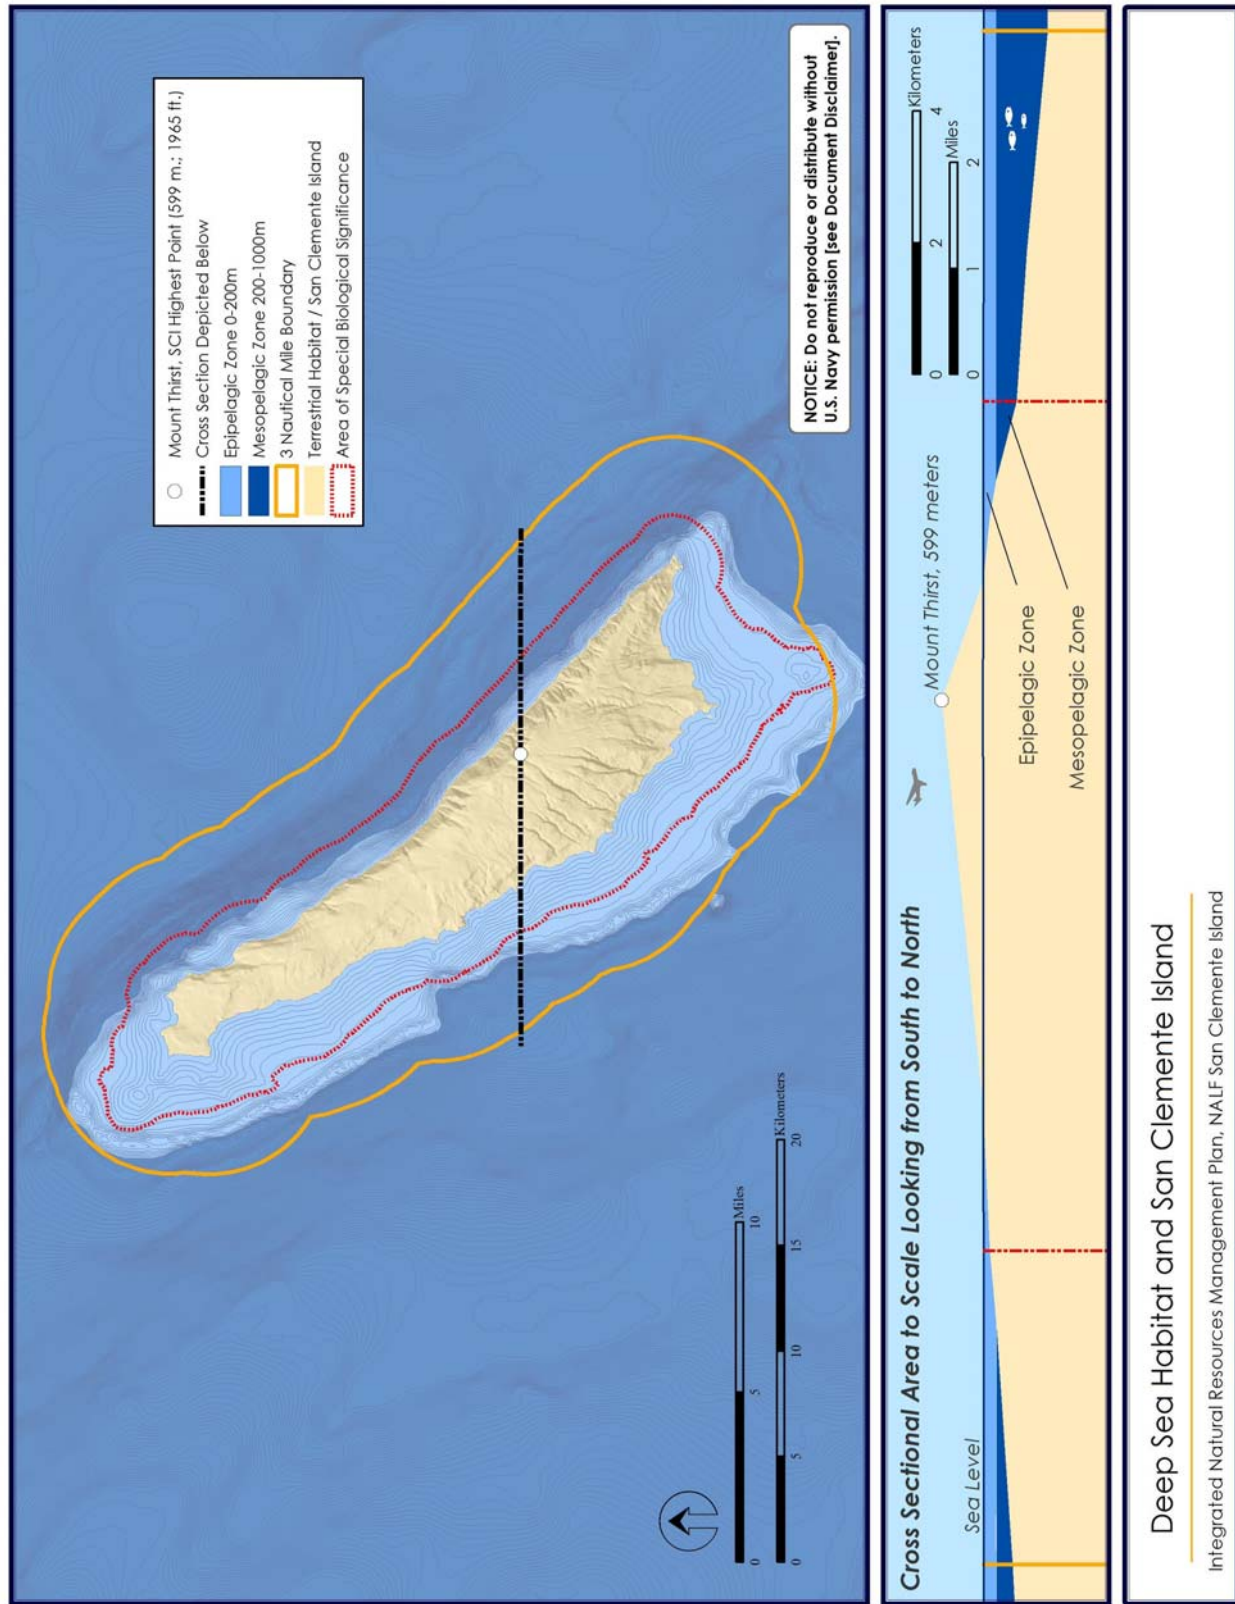 Mount Thirst, SCI Highest Point (599 m.; 1965 ft.)
Cross Section Depicted Below
Epipelagic Zone 0-200m
Mesopelagic Zone 200-1000m
3 Nautical Mile Boundary
Terrestrial Habitat / San Clemente Island
Area of Special Biological Significance
Miles
0 5 10
Kilometers
0 5 10 15 20
NOTICE: Do not reproduce or distribute without
U.S. Navy permission [see Document Disclaimer].
Cross Sectional Area to Scale Looking from South to North
Kilometers
0 2 4
Miles
0 1 2
Mount Thirst, 599 meters
Sea Level
Epipelagic Zone
Mesopelagic Zone
Deep Sea Habitat and San Clemente Island
Integrated Natural Resources Management Plan, NALF San Clemente Island